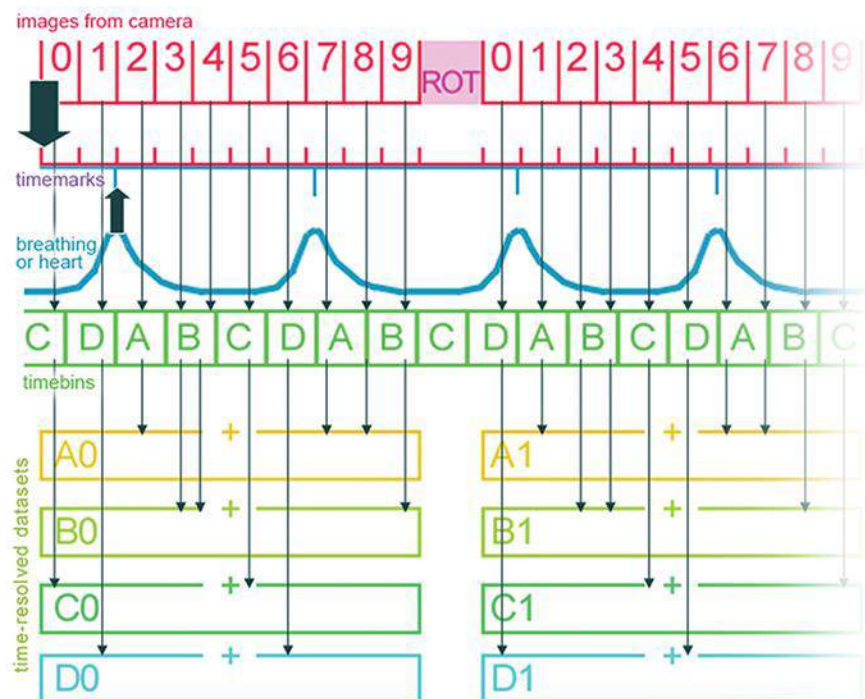 images from camera
0 1 2 3 4 5 6 7 8 9 ROT 0 1 2 3 4 5 6 7 8 9
timemarks
breathing
or heart
C D A B C D A B C D A B C D A B C
timebins
time-resolved datasets
+ +
A0 A1
+ +
B0 B1
+ +
C0 C1
+ +
D0 D1